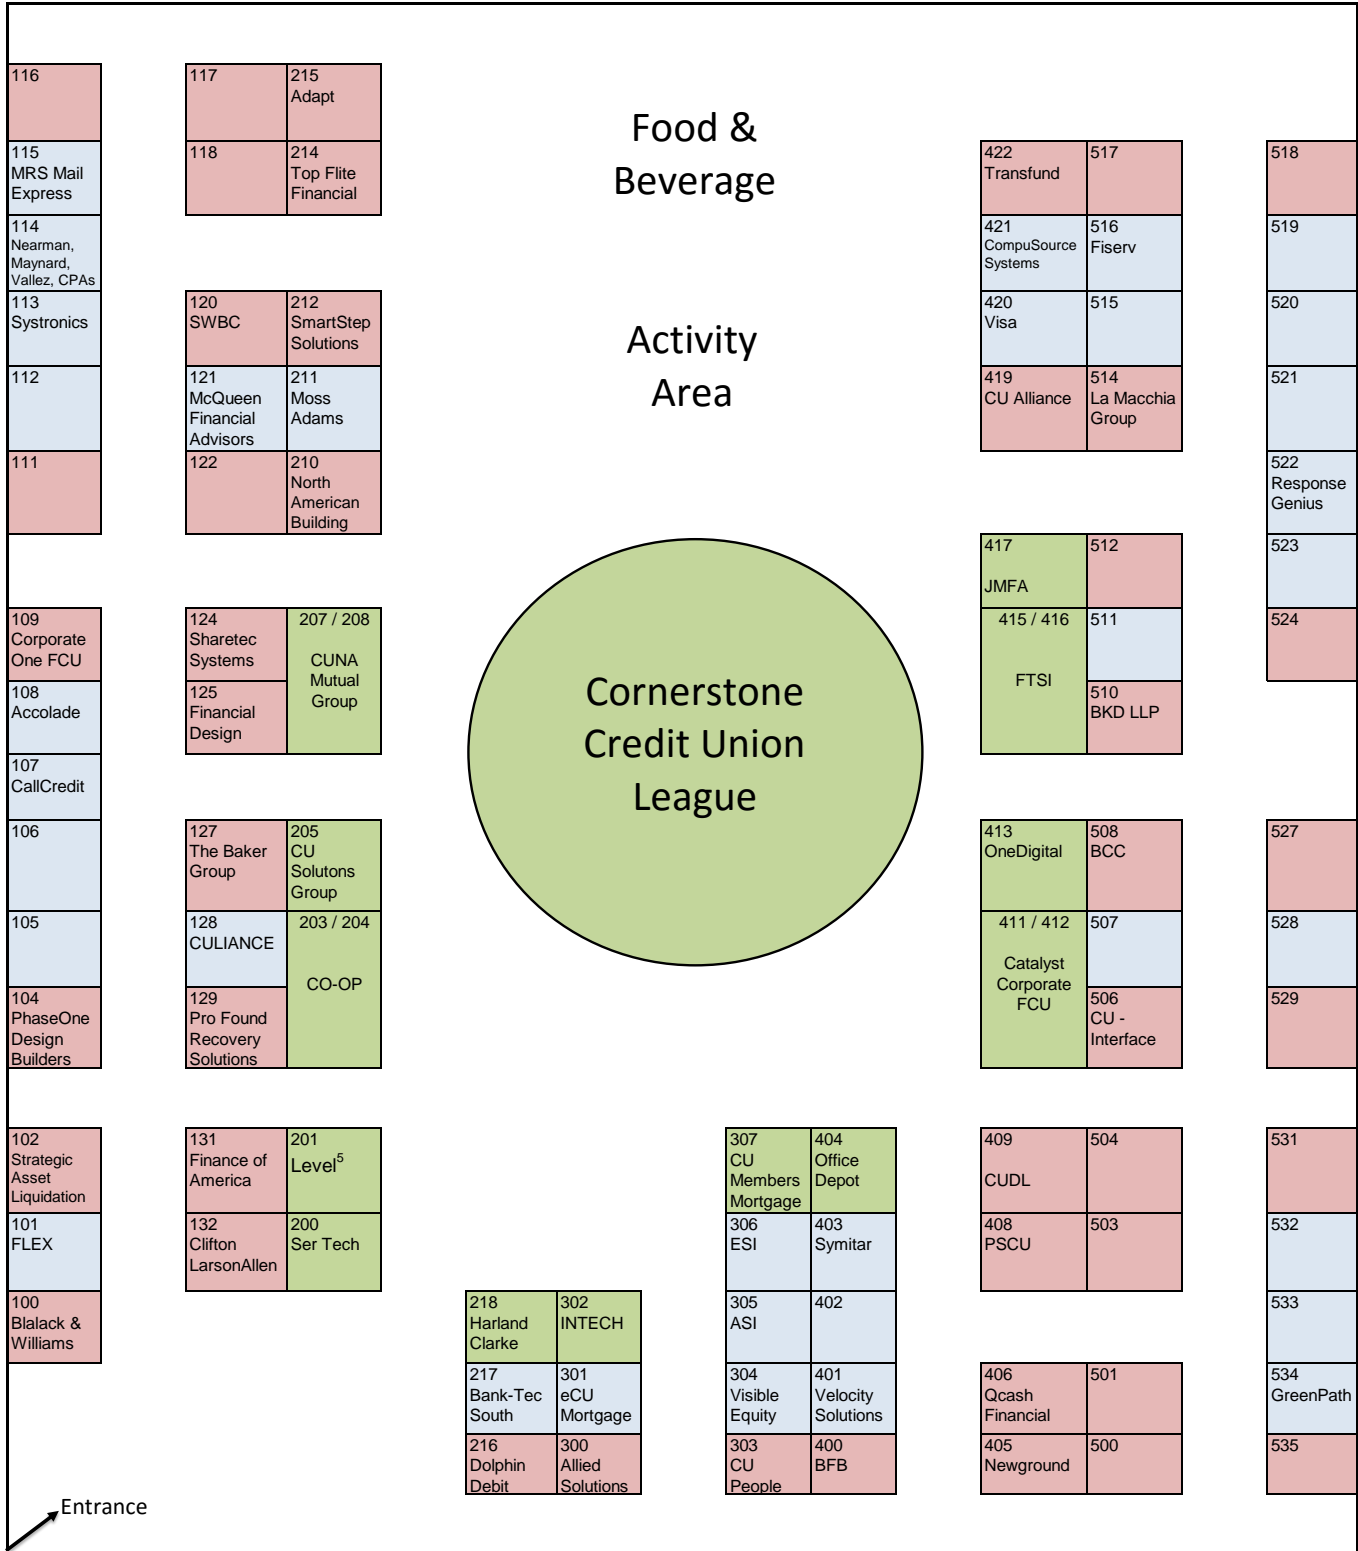 116
117
215
Adapt
Food &
Beverage
115
MRS Mail
Express
118
214
Top Flite
Financial
422
Transfund
517
518
114
Nearman,
Maynard,
Vallez, CPAs
421
CompuSource
Systems
516
Fiserv
519
113
Systronics
120
SWBC
212
SmartStep
Solutions
Activity
Area
420
Visa
515
520
112
121
McQueen
Financial
Advisors
211
Moss
Adams
419
CU Alliance
514
La Macchia
Group
521
111
122
210
North
American
Building
522
Response
Genius
417
JMFA
512
523
109
Corporate
One FCU
124
Sharetec
Systems
207 / 208
CUNA
Mutual
Group
Cornerstone
Credit Union
League
415 / 416
FTSI
511
524
108
Accolade
125
Financial
Design
510
BKD LLP
107
CallCredit
106
127
The Baker
Group
205
CU
Solutons
Group
413
OneDigital
508
BCC
527
105
128
CULIANCE
203 / 204
CO-OP
411 / 412
Catalyst
Corporate
FCU
507
528
104
PhaseOne
Design
Builders
129
Pro Found
Recovery
Solutions
506
CU -
Interface
529
102
Strategic
Asset
Liquidation
131
Finance of
America
201
Level⁵
307
CU
Members
Mortgage
404
Office
Depot
409
CUDL
504
531
101
FLEX
132
Clifton
LarsonAllen
200
Ser Tech
306
ESI
403
Symitar
408
PSCU
503
532
100
Blalack &
Williams
218
Harland
Clarke
302
INTECH
305
ASI
402
533
217
Bank-Tec
South
301
eCU
Mortgage
304
Visible
Equity
401
Velocity
Solutions
406
Qcash
Financial
501
534
GreenPath
216
Dolphin
Debit
300
Allied
Solutions
303
CU
People
400
BFB
405
Newground
500
535
Entrance